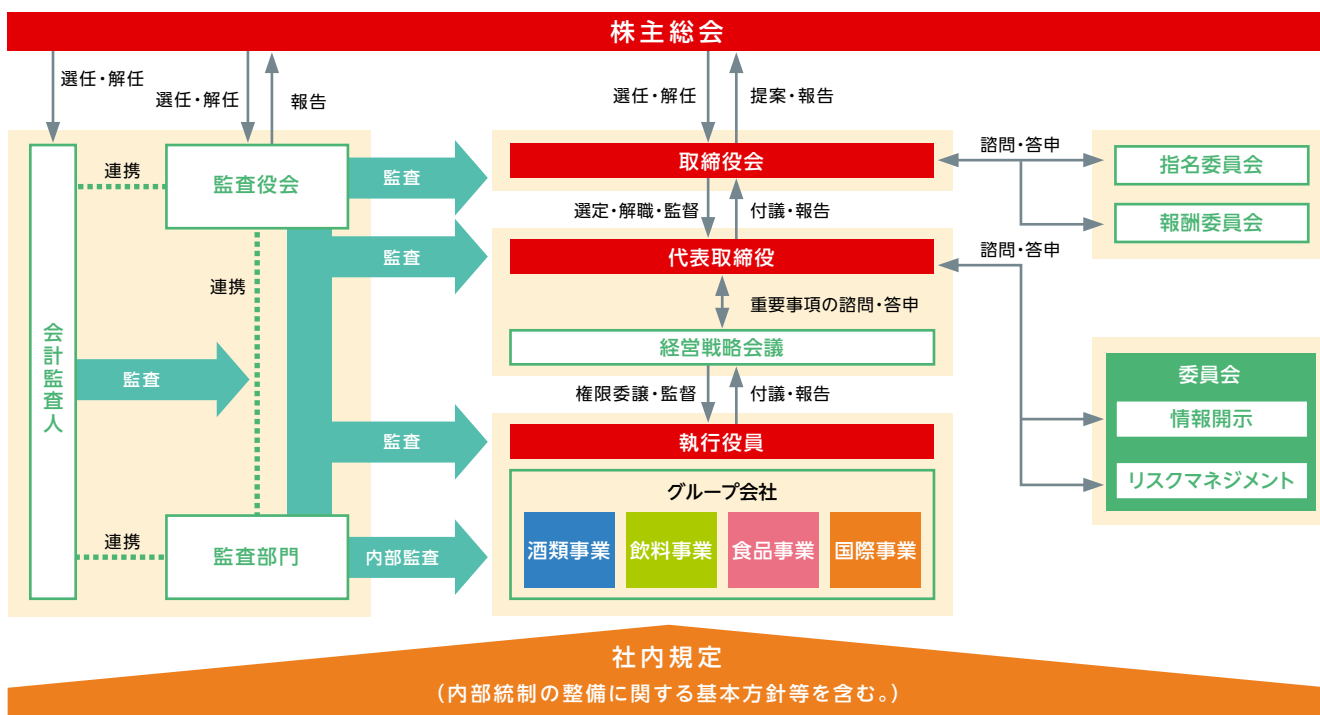 株主総会
選任・解任
選任・解任
報告
選任・解任
提案・報告
連携
監査役会
監査
取締役会
諮問・答申
指名委員会
報酬委員会
選定・解職・監督
付議・報告
監査
代表取締役
諮問・答申
連携
重要事項の諮問・答申
経営戦略会議
会計監査人
監査
権限委譲・監督
付議・報告
委員会
情報開示
リスクマネジメント
監査
執行役員
グループ会社
酒類事業
飲料事業
食品事業
国際事業
連携
監査部門
内部監査
社内規定
（内部統制の整備に関する基本方針等を含む。）